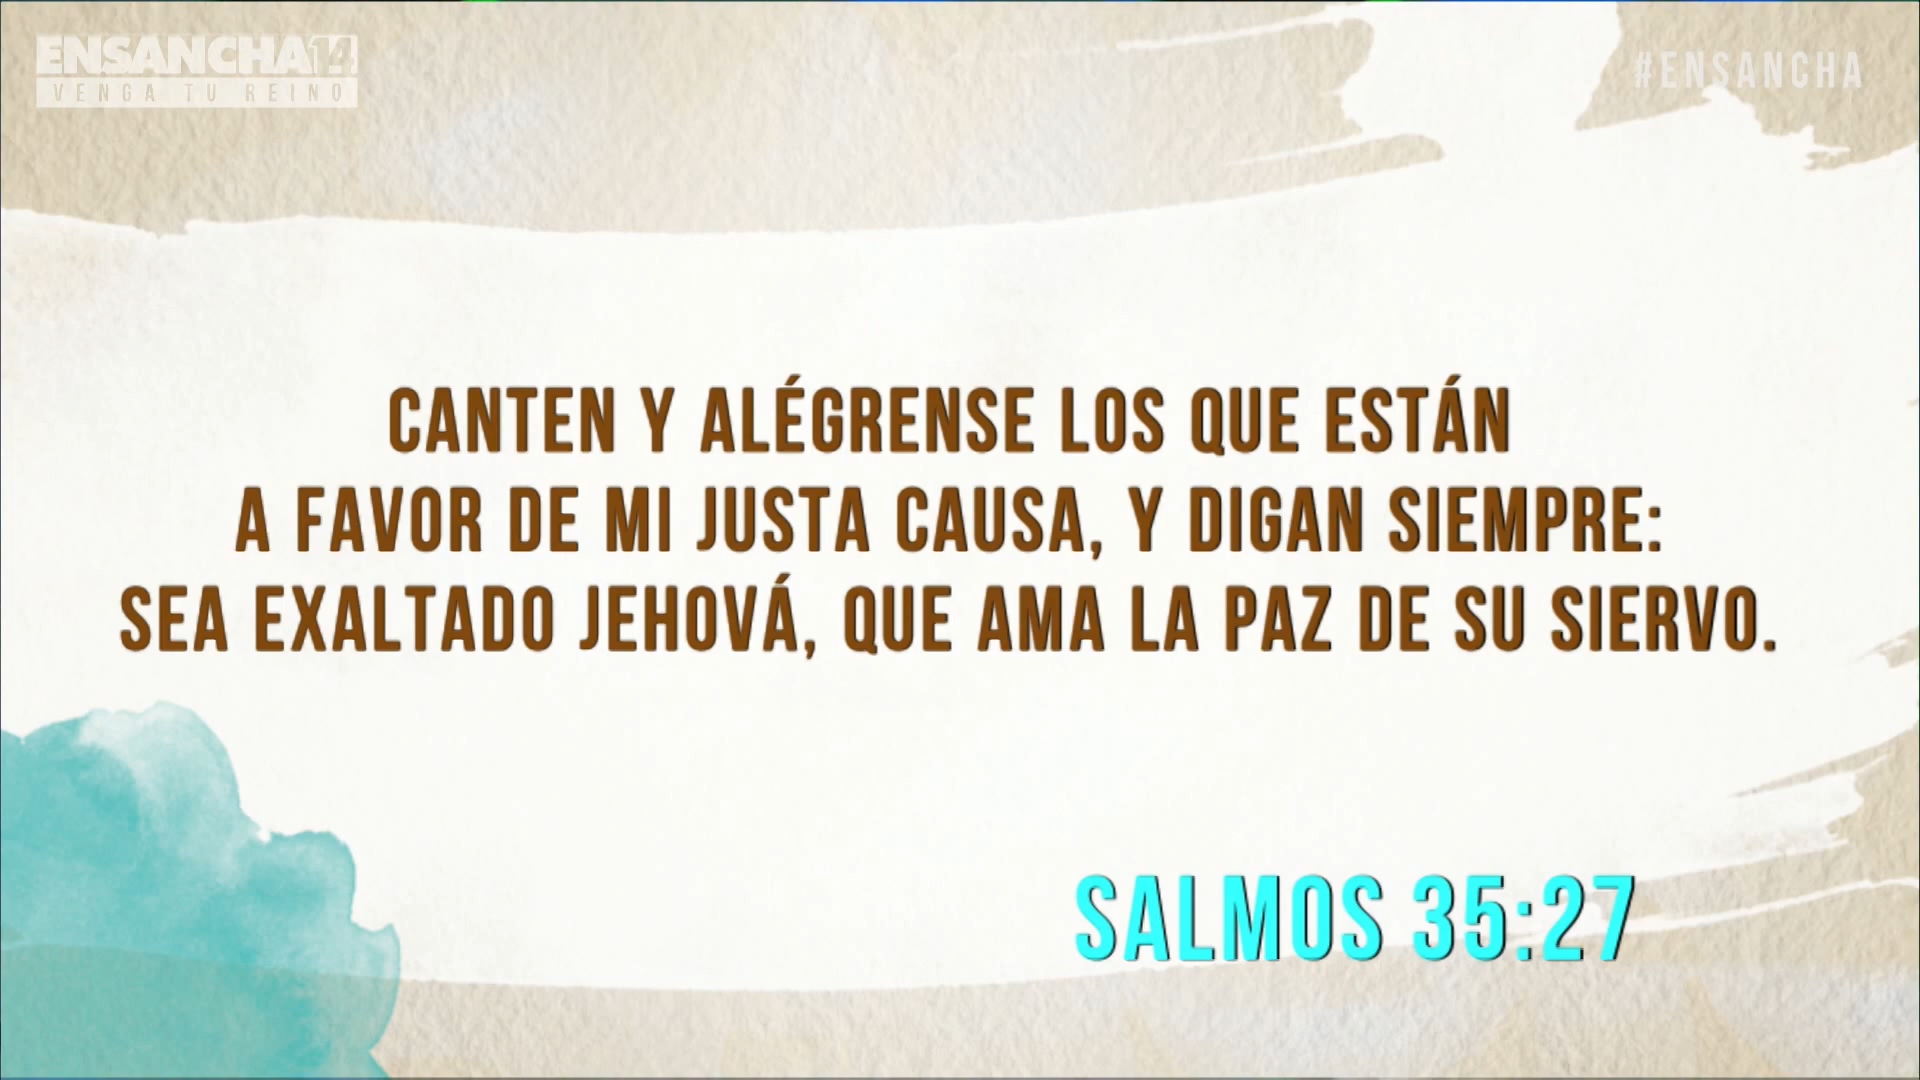 ENSANCHA14
VENGA TU REINO
#ENSANCHA
CANTEN Y ALÉGRENSE LOS QUE ESTÁN
A FAVOR DE MI JUSTA CAUSA, Y DIGAN SIEMPRE:
SEA EXALTADO JEHOVÁ, QUE AMA LA PAZ DE SU SIERVO.
SALMOS 35:27